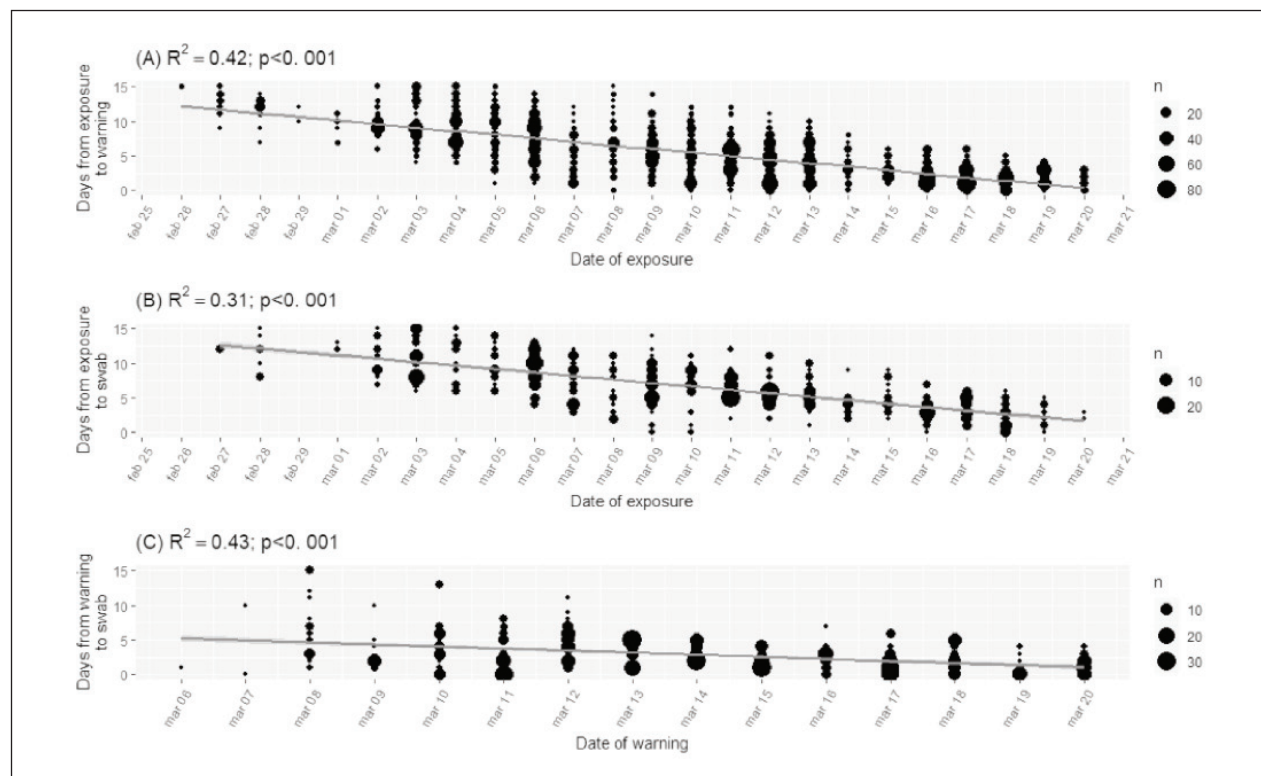 (A) R² = 0.42; p<0. 001
Days from exposure
to warning
15
10
5
0
feb 25
feb 26
feb 27
feb 28
feb 29
mar 01
mar 02
mar 03
mar 04
mar 05
mar 06
mar 07
mar 08
mar 09
mar 10
mar 11
mar 12
mar 13
mar 14
mar 15
mar 16
mar 17
mar 18
mar 19
mar 20
mar 21
Date of exposure
n
20
40
60
80
(B) R² = 0.31; p<0. 001
Days from exposure
to swab
15
10
5
0
feb 25
feb 26
feb 27
feb 28
feb 29
mar 01
mar 02
mar 03
mar 04
mar 05
mar 06
mar 07
mar 08
mar 09
mar 10
mar 11
mar 12
mar 13
mar 14
mar 15
mar 16
mar 17
mar 18
mar 19
mar 20
mar 21
Date of exposure
n
10
20
(C) R² = 0.43; p<0. 001
Days from warning
to swab
15
10
5
0
mar 06
mar 07
mar 08
mar 09
mar 10
mar 11
mar 12
mar 13
mar 14
mar 15
mar 16
mar 17
mar 18
mar 19
mar 20
Date of warning
n
10
20
30